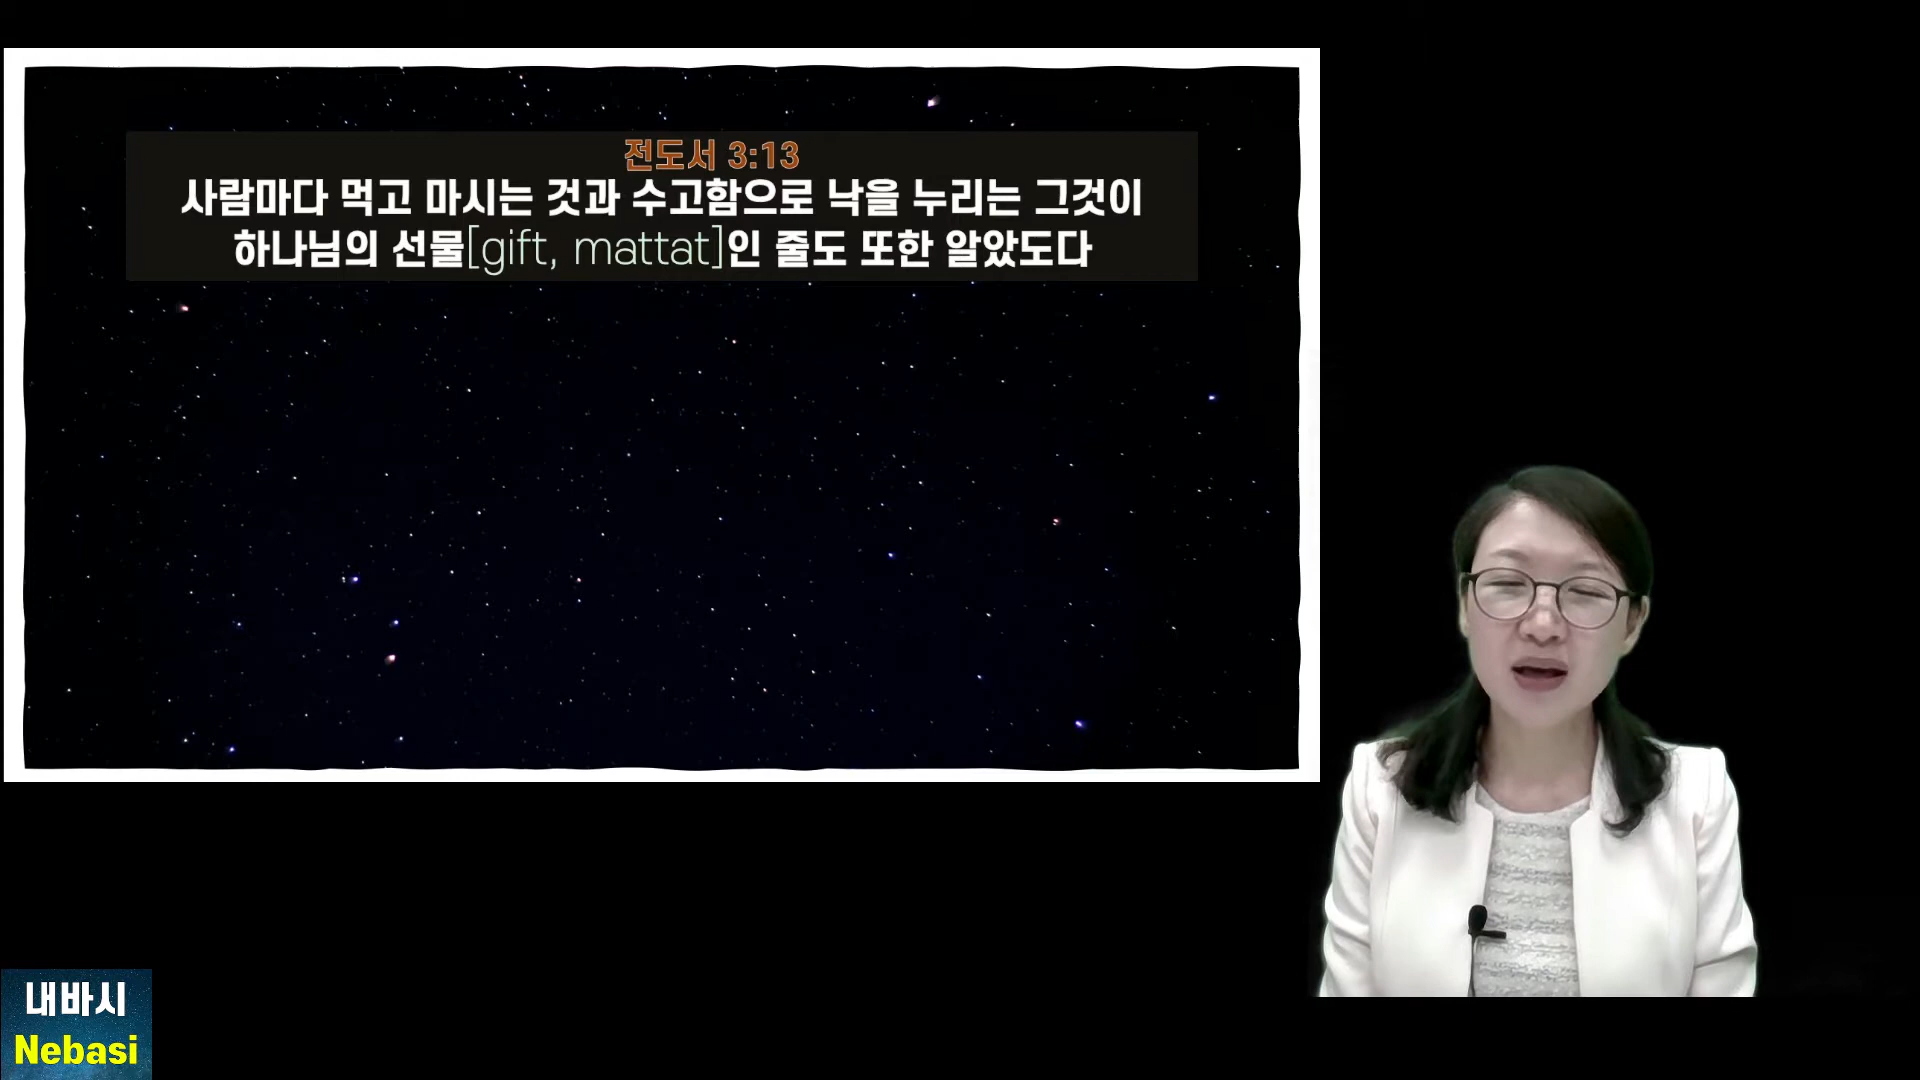 전도서 3:13
사람마다 먹고 마시는 것과 수고함으로 낙을 누리는 그것이
하나님의 선물[gift, mattat]인 줄도 또한 알았도다
내바시
Nebasi